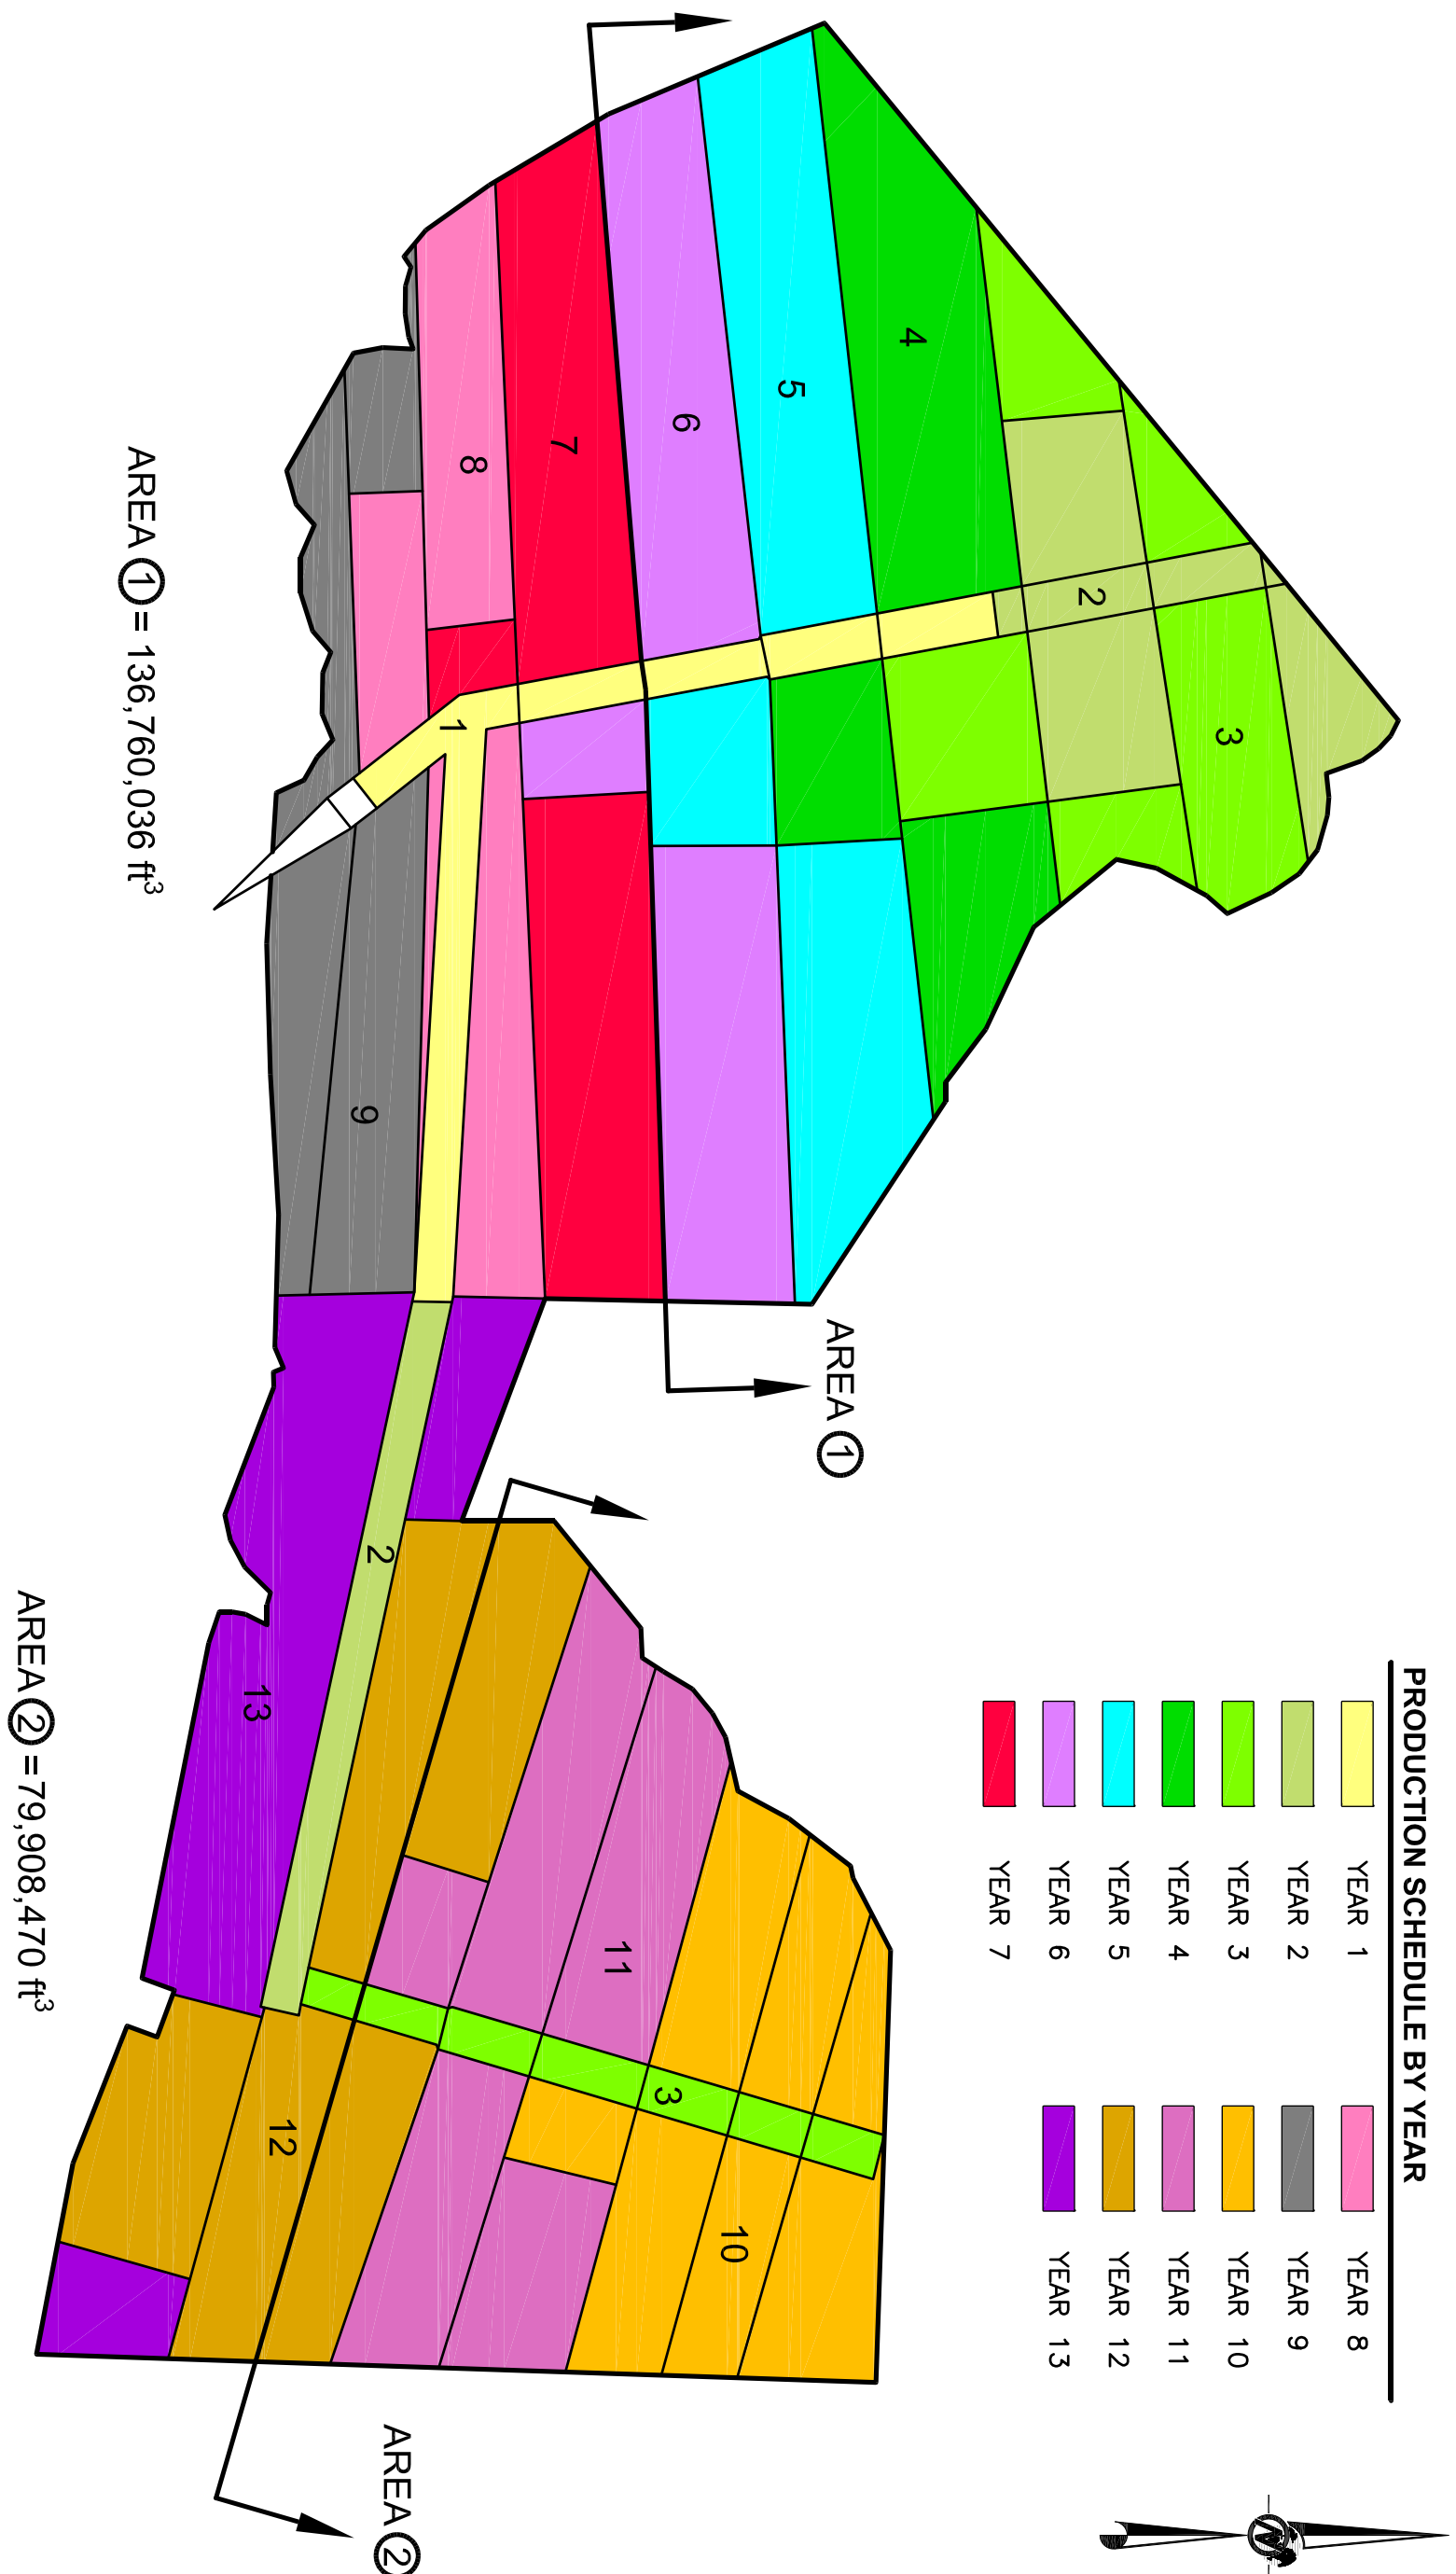 PRODUCTION SCHEDULE BY YEAR
YEAR 1
YEAR 2
YEAR 3
YEAR 4
YEAR 5
YEAR 6
YEAR 7
YEAR 8
YEAR 9
YEAR 10
YEAR 11
YEAR 12
YEAR 13
AREA ①
AREA ②
4
5
6
7
8
2
3
1
9
2
13
11
3
10
12
AREA ①= 136,760,036 ft³
AREA ②=79,908,470 ft³
N